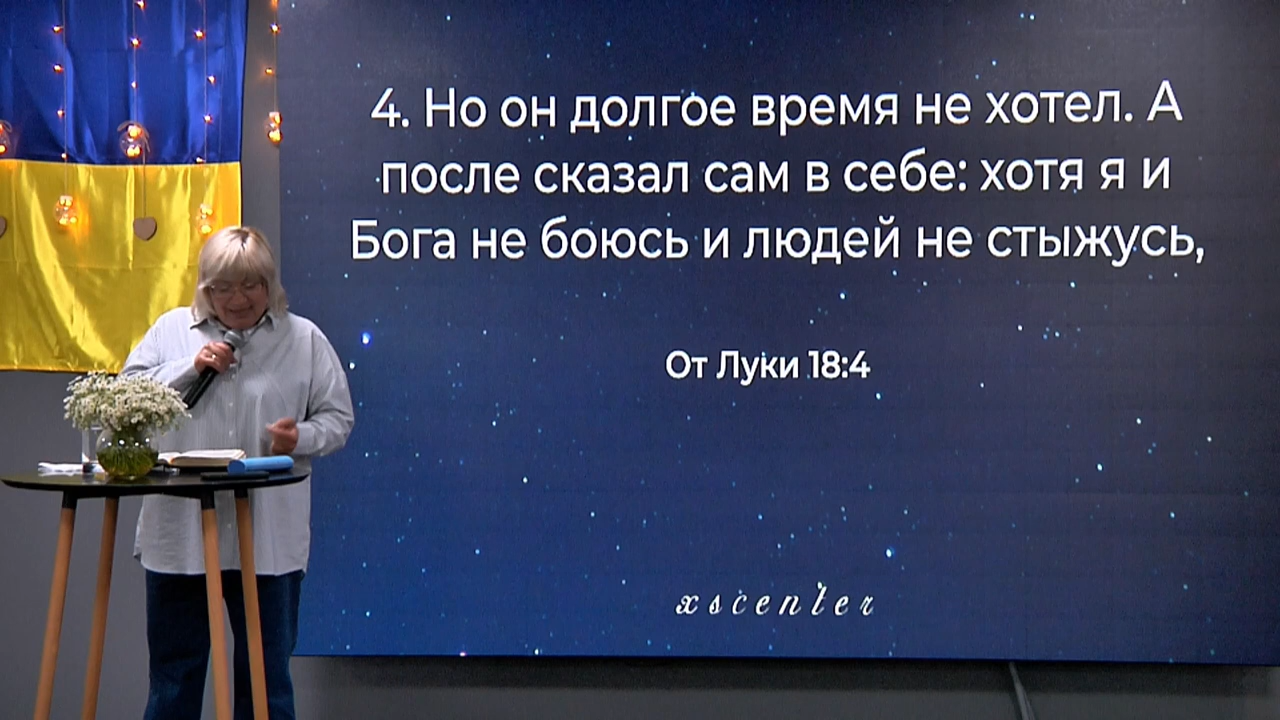 4. Но он долгое время не хотел. А
после сказал сам в себе: хотя я и
Бога не боюсь и людей не стыжусь,
От Луки 18:4
xscenter